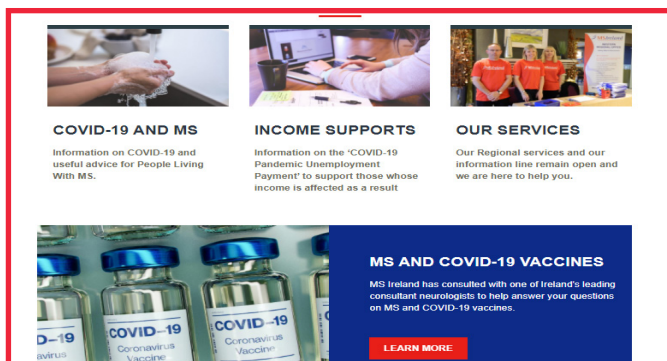 COVID-19 AND MS
Information on COVID-19 and
useful advice for People Living
With MS.
INCOME SUPPORTS
Information on the 'COVID-19
Pandemic Unemployment
Payment' to support those whose
income is affected as a result
OUR SERVICES
Our Regional services and our
information line remain open and
we are here to help you.
D-19
avirus
COVID-19
Coronavirus
Vaccine
COVID-19
Coronavirus
Vaccine
MS AND COVID-19 VACCINES
MS Ireland has consulted with one of Ireland's leading
consultant neurologists to help answer your questions
on MS and COVID-19 vaccines.
LEARN MORE